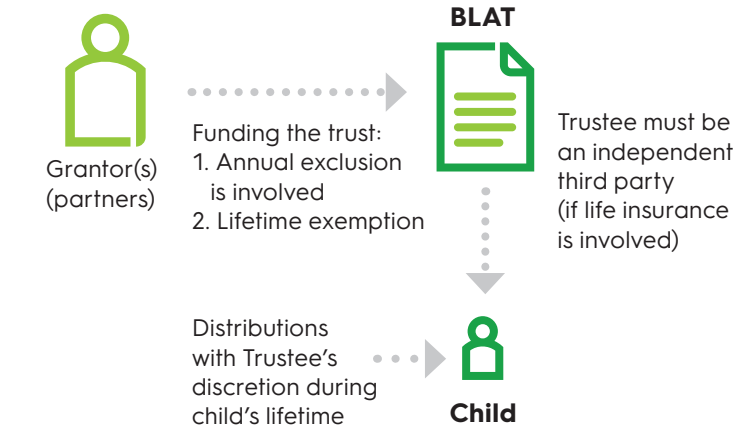 BLAT
Grantor(s)
(partners)
Funding the trust:
1. Annual exclusion
is involved
2. Lifetime exemption
Trustee must be
an independent
third party
(if life insurance
is involved)
Distributions
with Trustee's
discretion during
child's lifetime
Child